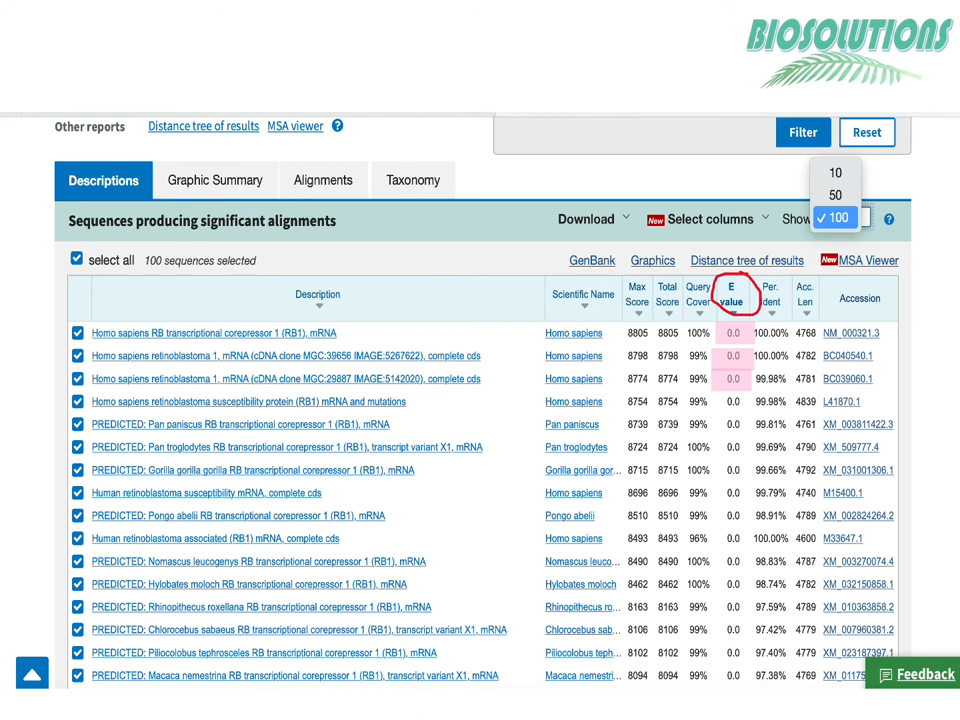 BIOSOLUTIONS
Other reports Distance tree of results MSA viewer ?
Filter Reset
10
50
✓ 100
Descriptions Graphic Summary Alignments Taxonomy
Sequences producing significant alignments Download New Select columns Show ?
select all 100 sequences selected GenBank Graphics Distance tree of results New MSA Viewer
Description Scientific Name Max Score Total Score Query Cover E value Per. Ident Acc. Len Accession
Homo sapiens RB transcriptional corepressor 1 (RB1), mRNA Homo sapiens 8805 8805 100% 0.0 100.00% 4768 NM_000321.3
Homo sapiens retinoblastoma 1, mRNA (cDNA clone MGC:39656 IMAGE:5267622), complete cds Homo sapiens 8798 8798 99% 0.0 100.00% 4782 BC040540.1
Homo sapiens retinoblastoma 1, mRNA (cDNA clone MGC:29887 IMAGE:5142020), complete cds Homo sapiens 8774 8774 99% 0.0 99.98% 4781 BC039060.1
Homo sapiens retinoblastoma susceptibility protein (RB1) mRNA and mutations Homo sapiens 8754 8754 99% 0.0 99.98% 4839 L41870.1
PREDICTED: Pan paniscus RB transcriptional corepressor 1 (RB1), mRNA Pan paniscus 8739 8739 99% 0.0 99.81% 4761 XM_003811422.3
PREDICTED: Pan troglodytes RB transcriptional corepressor 1 (RB1), transcript variant X1, mRNA Pan troglodytes 8724 8724 100% 0.0 99.69% 4790 XM_509777.4
PREDICTED: Gorilla gorilla gorilla RB transcriptional corepressor 1 (RB1), mRNA Gorilla gorilla gor... 8715 8715 100% 0.0 99.66% 4792 XM_031001306.1
Human retinoblastoma susceptibility mRNA, complete cds Homo sapiens 8696 8696 99% 0.0 99.79% 4740 M15400.1
PREDICTED: Pongo abelii RB transcriptional corepressor 1 (RB1), mRNA Pongo abelii 8510 8510 99% 0.0 98.91% 4789 XM_002824264.2
Human retinoblastoma associated (RB1) mRNA, complete cds Homo sapiens 8493 8493 96% 0.0 100.00% 4600 M33647.1
PREDICTED: Nomascus leucogenys RB transcriptional corepressor 1 (RB1), mRNA Nomascus leuco... 8490 8490 100% 0.0 98.83% 4787 XM_003270074.4
PREDICTED: Hylobates moloch RB transcriptional corepressor 1 (RB1), mRNA Hylobates moloch 8462 8462 100% 0.0 98.74% 4782 XM_032150858.1
PREDICTED: Rhinopithecus roxellana RB transcriptional corepressor 1 (RB1), mRNA Rhinopithecus ro... 8163 8163 99% 0.0 97.59% 4789 XM_010363858.2
PREDICTED: Chlorocebus sabaeus RB transcriptional corepressor 1 (RB1), transcript variant X1, mRNA Chlorocebus sab... 8106 8106 99% 0.0 97.42% 4779 XM_007960381.2
PREDICTED: Piliocolobus tephrosceles RB transcriptional corepressor 1 (RB1), mRNA Piliocolobus teph... 8102 8102 99% 0.0 97.40% 4779 XM_023187397.1
PREDICTED: Macaca nemestrina RB transcriptional corepressor 1 (RB1), transcript variant X1, mRNA Macaca nemestri... 8094 8094 99% 0.0 97.38% 4769 XM_01175
Feedback